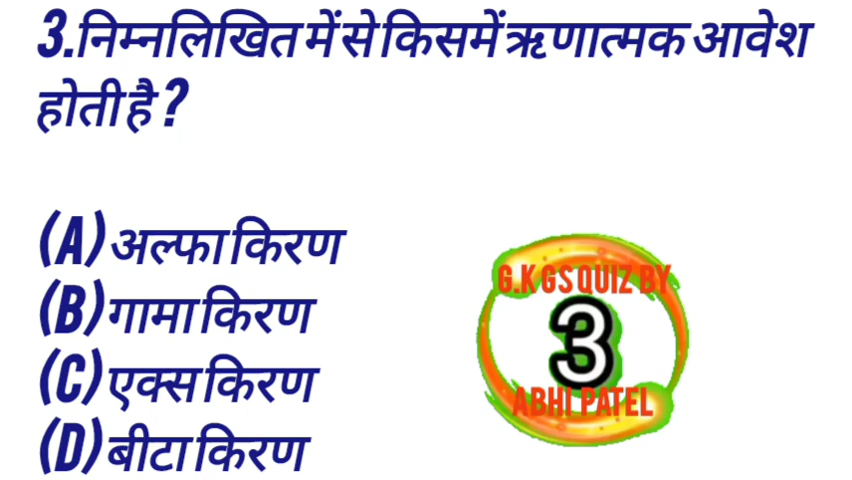 3.निम्नलिखित में से किसमें ऋणात्मक आवेश
होती है ?
(A) अल्फा किरण
(B) गामा किरण
(C) एक्स किरण
(D) बीटा किरण
G.K GS QUIZ BY
3
ABHI PATEL